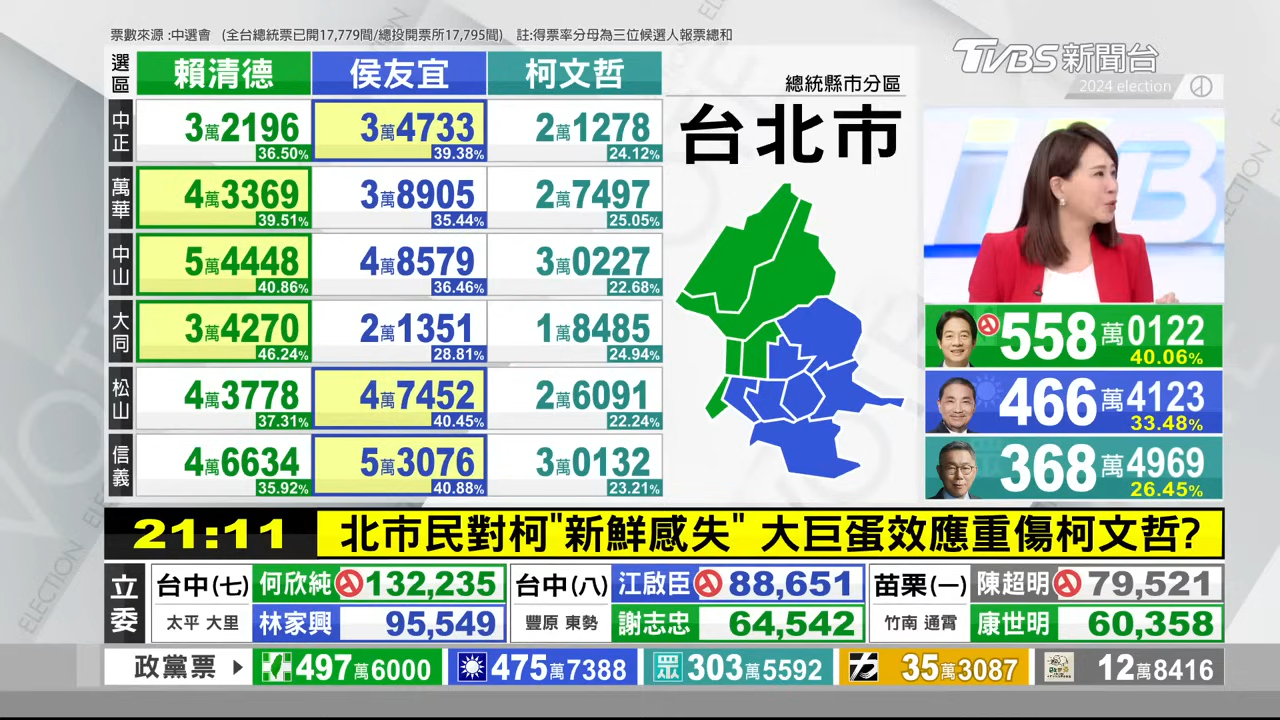 票數來源 :中選會 (全台總統票已開17,779間/總投開票所17,795間) 註:得票率分母為三位候選人報票總和
TVBS新聞台
2024 election
選區 賴清德 侯友宜 柯文哲
總統縣市分區
台北市
中正 3萬2196 36.50% 3萬4733 39.38% 2萬1278 24.12%
萬華 4萬3369 39.51% 3萬8905 35.44% 2萬7497 25.05%
中山 5萬4448 40.86% 4萬8579 36.46% 3萬0227 22.68%
大同 3萬4270 46.24% 2萬1351 28.81% 1萬8485 24.94%
松山 4萬3778 37.31% 4萬7452 40.45% 2萬6091 22.24%
信義 4萬6634 35.92% 5萬3076 40.88% 3萬0132 23.21%
558萬0122
40.06%
466萬4123
33.48%
368萬4969
26.45%
21:11 北市民對柯"新鮮感失" 大巨蛋效應重傷柯文哲?
立委
台中(七) 何欣純 132,235
太平 大里 林家興 95,549
台中(八) 江啟臣 88,651
豐原 東勢 謝志忠 64,542
苗栗(一) 陳超明 79,521
竹南 通霄 康世明 60,358
政黨票 497萬6000 475萬7388 眾 303萬5592 35萬3087 12萬8416
VOTE
ELECTION
ELECTION
ELECTION